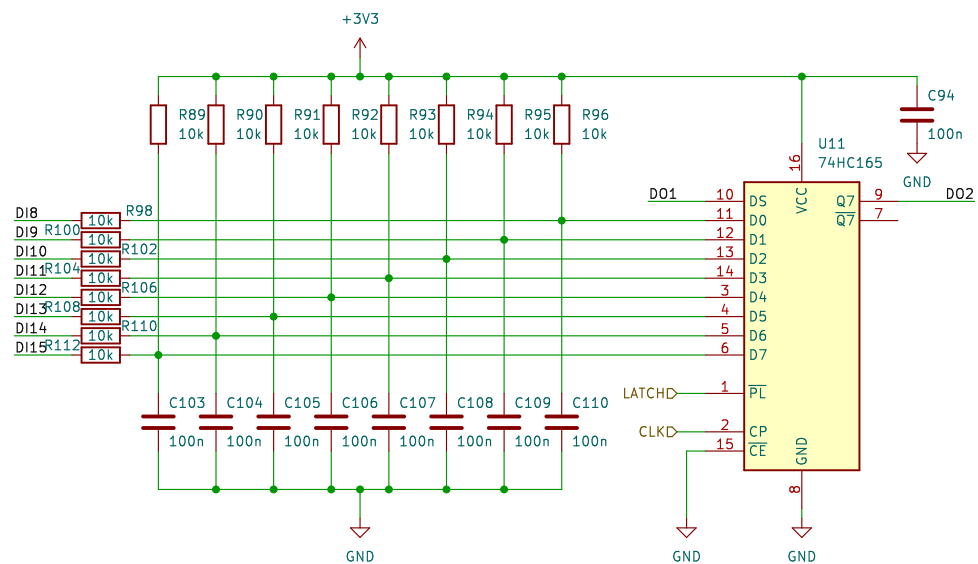 +3V3
R89 R90 R91 R92 R93 R94 R95 R96
10k 10k 10k 10k 10k 10k 10k 10k
C94
100n
GND
U11
74HC165
16
VCC
DO1 10 DS Q7 9 DO2
DI8 10k R98 11 D0 Q7 7
DI9 R100 10k 12 D1
DI10 10k R102 13 D2
DI11 R104 10k 14 D3
DI12 10k R106 3 D4
DI13 R108 10k 4 D5
DI14 10k R110 5 D6
DI15 R112 10k 6 D7
LATCH 1 PL
C103 C104 C105 C106 C107 C108 C109 C110
100n 100n 100n 100n 100n 100n 100n 100n
CLK 2 CP
15 CE
GND
8
GND GND GND